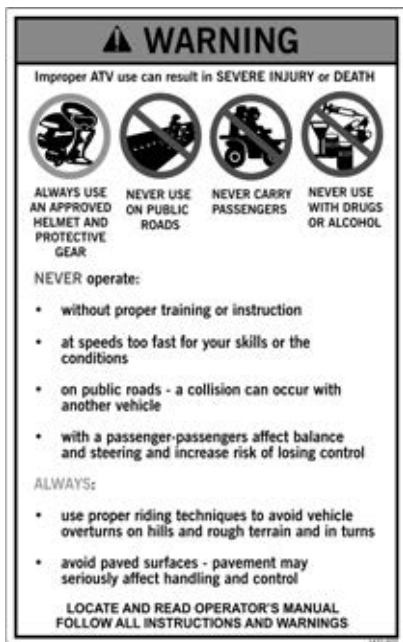 WARNING
Improper ATV use can result in SEVERE INJURY or DEATH
ALWAYS USE
AN APPROVED
HELMET AND
PROTECTIVE
GEAR
NEVER USE
ON PUBLIC
ROADS
NEVER CARRY
PASSENGERS
NEVER USE
WITH DRUGS
OR ALCOHOL
NEVER operate:
• without proper training or instruction
• at speeds too fast for your skills or the
conditions
• on public roads - a collision can occur with
another vehicle
• with a passenger-passengers affect balance
and steering and increase risk of losing control
ALWAYS:
• use proper riding techniques to avoid vehicle
overturns on hills and rough terrain and in turns
• avoid paved surfaces - pavement may
seriously affect handling and control
LOCATE AND READ OPERATOR'S MANUAL
FOLLOW ALL INSTRUCTIONS AND WARNINGS